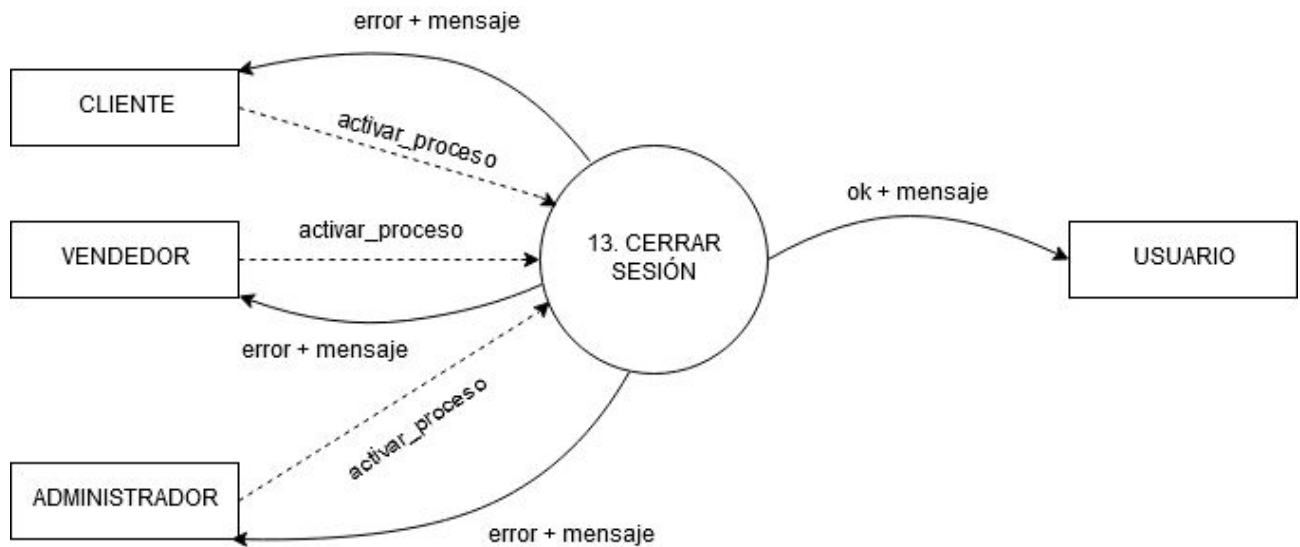 error + mensaje
CLIENTE
activar_proceso
ok + mensaje
activar_proceso
VENDEDOR
13. CERRAR
SESIÓN
USUARIO
error + mensaje
activar_proceso
ADMINISTRADOR
error + mensaje